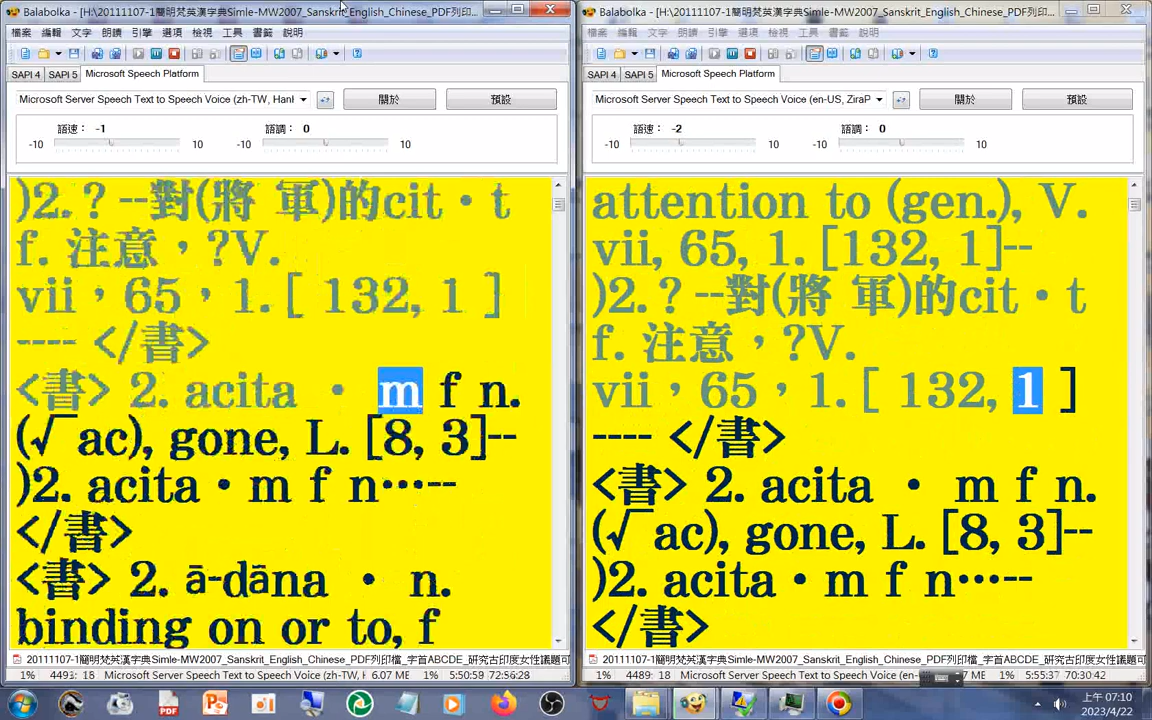 Balabolka - [H:\20111107-1簡明梵英漢字典Simle-MW2007_Sanskrit_English_Chinese_PDF列印...
檔案 編輯 文字 朗讀 引擎 選項 檢視 工具 書籤 說明
SAPI 4 SAPI 5 Microsoft Speech Platform
Microsoft Server Speech Text to Speech Voice (zh-TW, Hanl
關於 預設
語速： -1 語調： 0
-10 10 -10 10
)2. ? --對(將 軍)的cit・t
f. 注意，?V.
vii，65，1. [ 132, 1 ]
---- </書>
<書> 2. acita ・ m f n.
(√ ac), gone, L. [8, 3]--
)2. acita・m f n…--
</書>
<書> 2. ā-dāna ・ n.
binding on or to, f
20111107-1簡明梵英漢字典Simle-MW2007_Sanskrit_English_Chinese_PDF列印檔_字首ABCDE_研究古印度女性議題可
1% 4491: 18 Microsoft Server Speech Text to Speech Voice (zh-TW, H 6.07 ME 1% 5:50:59 72:56:28
Balabolka - [H:\20111107-1簡明梵英漢字典Simle-MW2007_Sanskrit_English_Chinese_PDF列印...
檔案 編輯 文字 朗讀 引擎 選項 檢視 工具 書籤 說明
SAPI 4 SAPI 5 Microsoft Speech Platform
Microsoft Server Speech Text to Speech Voice (en-US, ZiraP
關於 預設
語速： -2 語調： 0
-10 10 -10 10
attention to (gen.), V.
vii, 65, 1. [132, 1]--
)2. ? --對(將 軍)的cit・t
f. 注意，?V.
vii，65，1. [ 132, 1 ]
---- </書>
<書> 2. acita ・ m f n.
(√ ac), gone, L. [8, 3]--
)2. acita・m f n…--
</書>
20111107-1簡明梵英漢字典Simle-MW2007_Sanskrit_English_Chinese_PDF列印檔_字首ABCDE_研究古印度女性議題可
1% 4489: 18 Microsoft Server Speech Text to Speech Voice (en-US, ME 1% 5:55:37 70:30:42
上午 07:10
2023/4/22